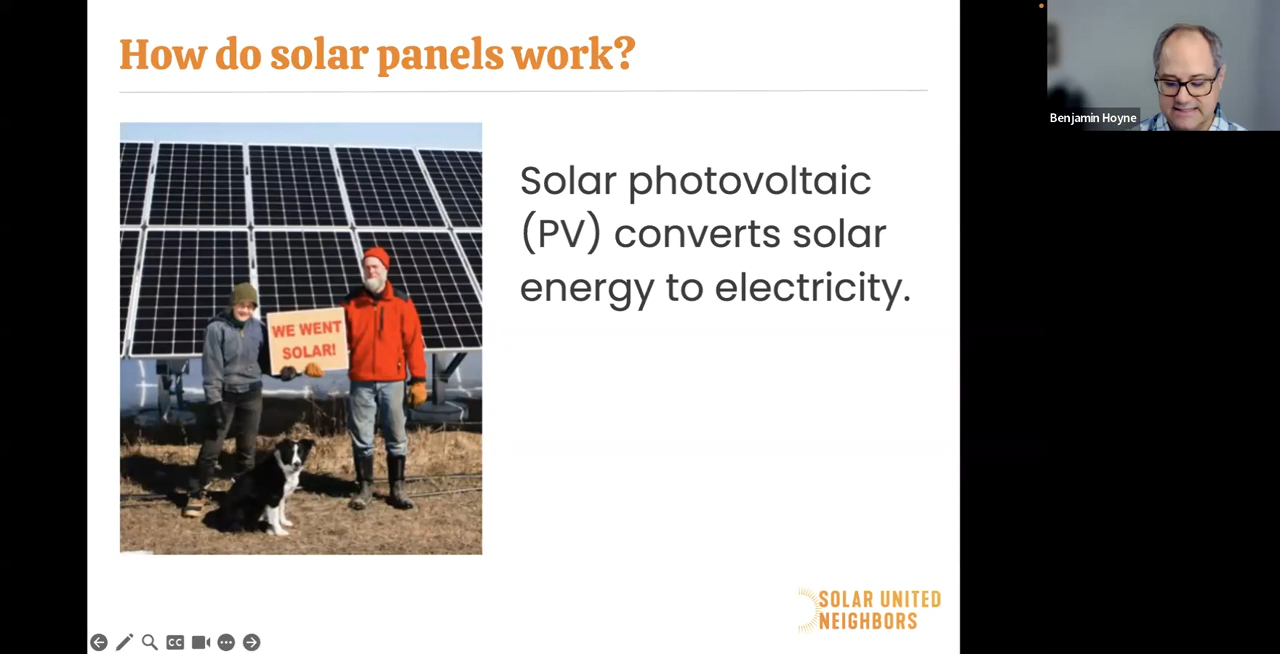 How do solar panels work?
WE WENT
SOLAR!
Solar photovoltaic
(PV) converts solar
energy to electricity.
SOLAR UNITED
NEIGHBORS
CC
Benjamin Hoyne